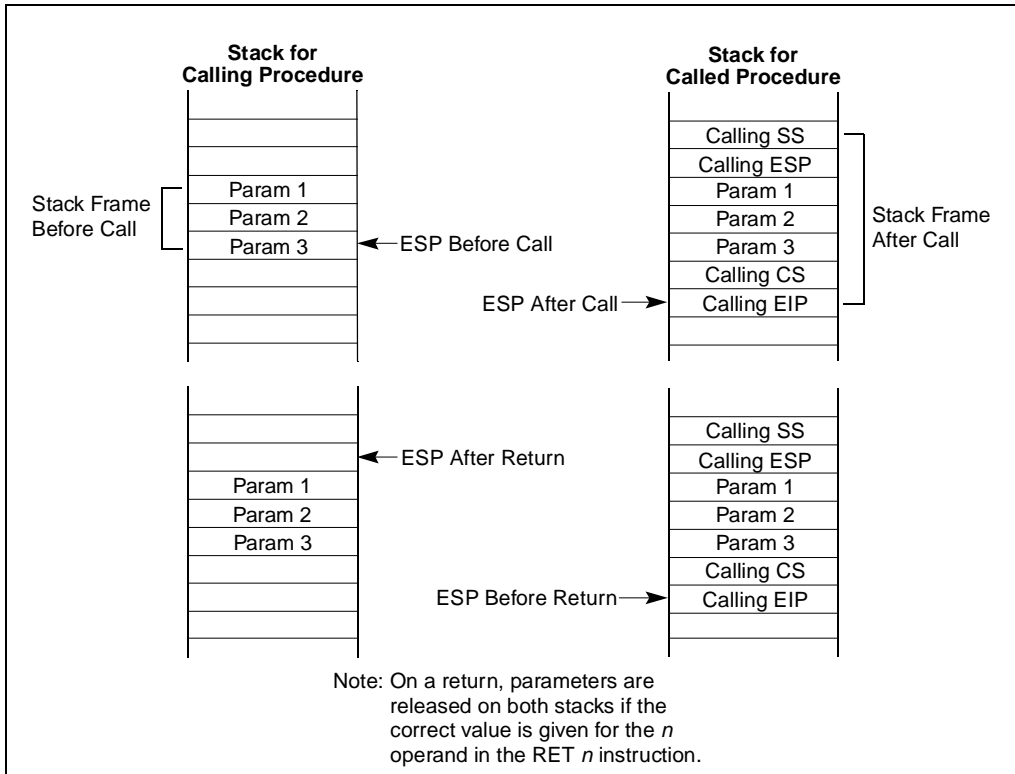 Stack for
Calling Procedure
Stack for
Called Procedure
Stack Frame
Before Call
Param 1
Param 2
Param 3
ESP Before Call
ESP After Call
Calling SS
Calling ESP
Param 1
Param 2
Param 3
Calling CS
Calling EIP
Stack Frame
After Call
ESP After Return
Param 1
Param 2
Param 3
ESP Before Return
Calling SS
Calling ESP
Param 1
Param 2
Param 3
Calling CS
Calling EIP
Note: On a return, parameters are
released on both stacks if the
correct value is given for the n
operand in the RET n instruction.